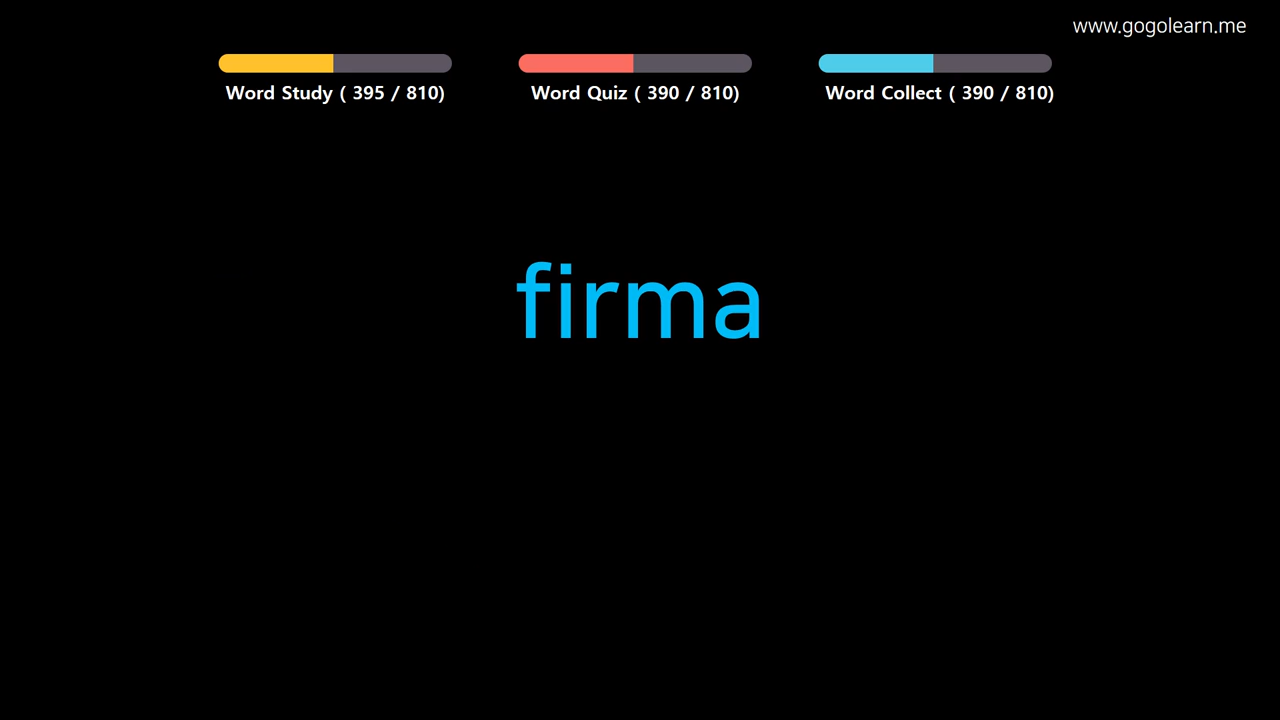 www.gogolearn.me
Word Study ( 395 / 810)
Word Quiz ( 390 / 810)
Word Collect ( 390 / 810)
firma